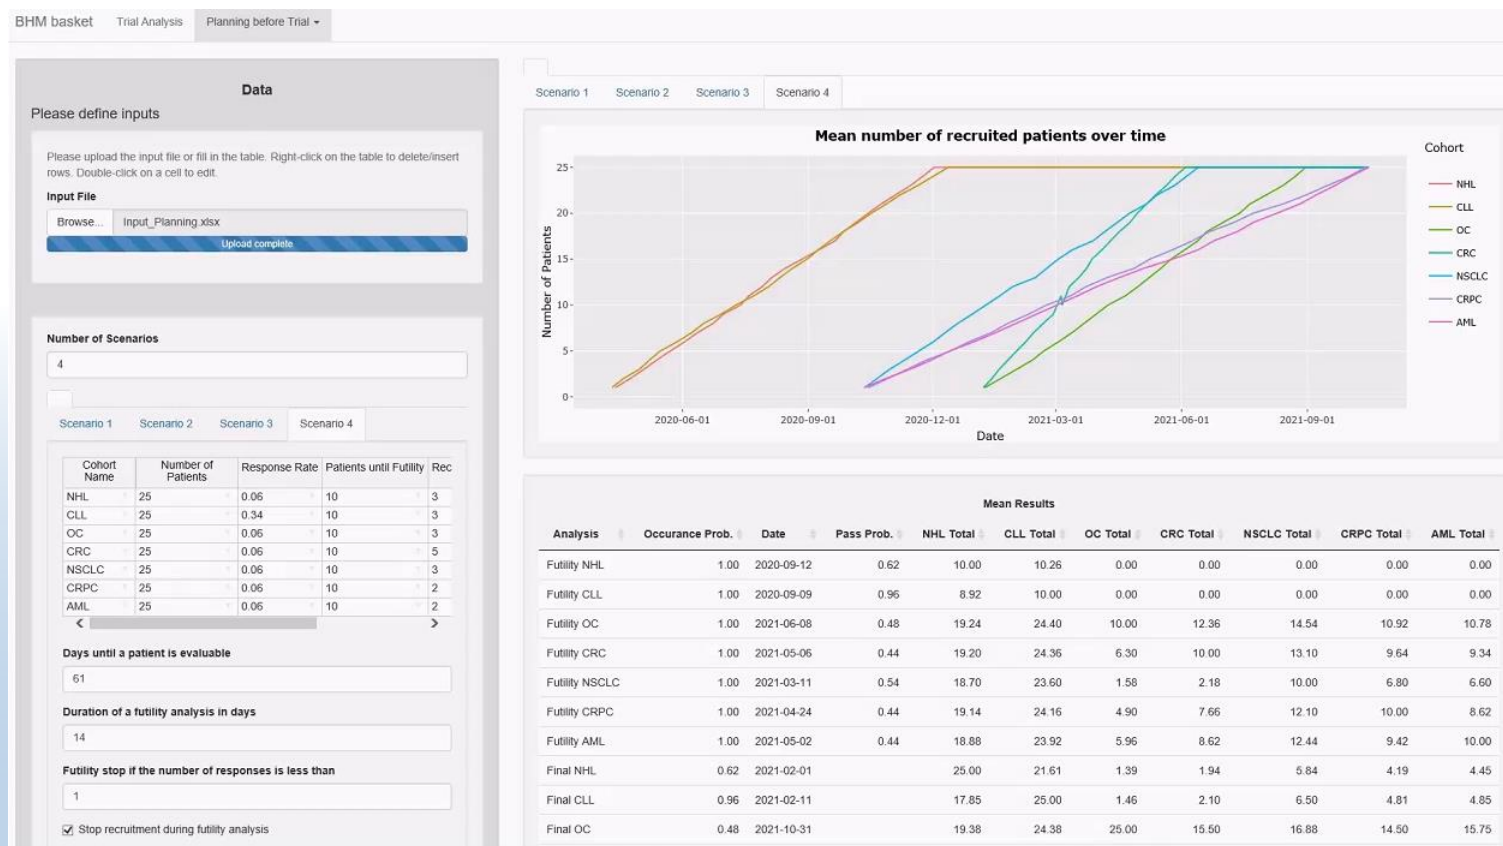 BHM basket Trial Analysis Planning before Trial
Data
Please define inputs
Please upload the input file or fill in the table. Right-click on the table to delete/insert
rows. Double-click on a cell to edit.
Input File
Browse... Input_Planning.xlsx
Upload complete
Number of Scenarios
4
Scenario 1 Scenario 2 Scenario 3 Scenario 4
Cohort Name Number of Patients Response Rate Patients until Futility Rec
NHL 25 0.06 10 3
CLL 25 0.34 10 3
OC 25 0.06 10 3
CRC 25 0.06 10 5
NSCLC 25 0.06 10 3
CRPC 25 0.06 10 2
AML 25 0.06 10 2
Days until a patient is evaluable
61
Duration of a futility analysis in days
14
Futility stop if the number of responses is less than
1
Stop recruitment during futility analysis
Scenario 1 Scenario 2 Scenario 3 Scenario 4
Mean number of recruited patients over time
Number of Patients
25
20
15
10
5
0
2020-06-01 2020-09-01 2020-12-01 2021-03-01 2021-06-01 2021-09-01
Date
Cohort
NHL
CLL
OC
CRC
NSCLC
CRPC
AML
Mean Results
Analysis Occurance Prob. Date Pass Prob. NHL Total CLL Total OC Total CRC Total NSCLC Total CRPC Total AML Total
Futility NHL 1.00 2020-09-12 0.62 10.00 10.26 0.00 0.00 0.00 0.00 0.00
Futility CLL 1.00 2020-09-09 0.96 8.92 10.00 0.00 0.00 0.00 0.00 0.00
Futility OC 1.00 2021-06-08 0.48 19.24 24.40 10.00 12.36 14.54 10.92 10.78
Futility CRC 1.00 2021-05-06 0.44 19.20 24.36 6.30 10.00 13.10 9.64 9.34
Futility NSCLC 1.00 2021-03-11 0.54 18.70 23.60 1.58 2.18 10.00 6.80 6.60
Futility CRPC 1.00 2021-04-24 0.44 19.14 24.16 4.90 7.66 12.10 10.00 8.62
Futility AML 1.00 2021-05-02 0.44 18.88 23.92 5.96 8.62 12.44 9.42 10.00
Final NHL 0.62 2021-02-01 25.00 21.61 1.39 1.94 5.84 4.19 4.45
Final CLL 0.96 2021-02-11 17.85 25.00 1.46 2.10 6.50 4.81 4.85
Final OC 0.48 2021-10-31 19.38 24.38 25.00 15.50 16.88 14.50 15.75